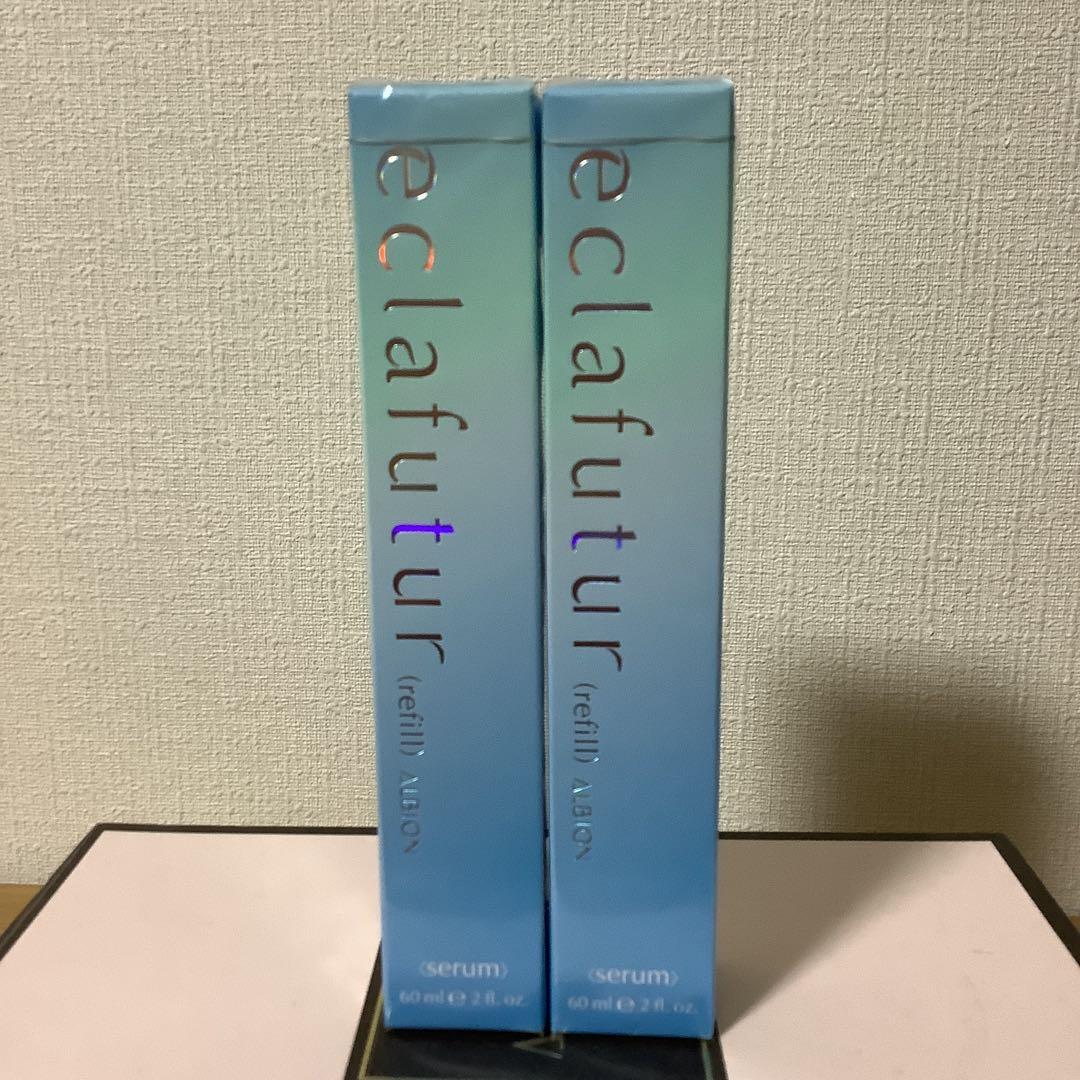 eclafutur (refill) ALBION
‹serum›
60 ml ℮ 2 fl. oz.
eclafutur (refill) ALBION
‹serum›
60 ml ℮ 2 fl. oz.